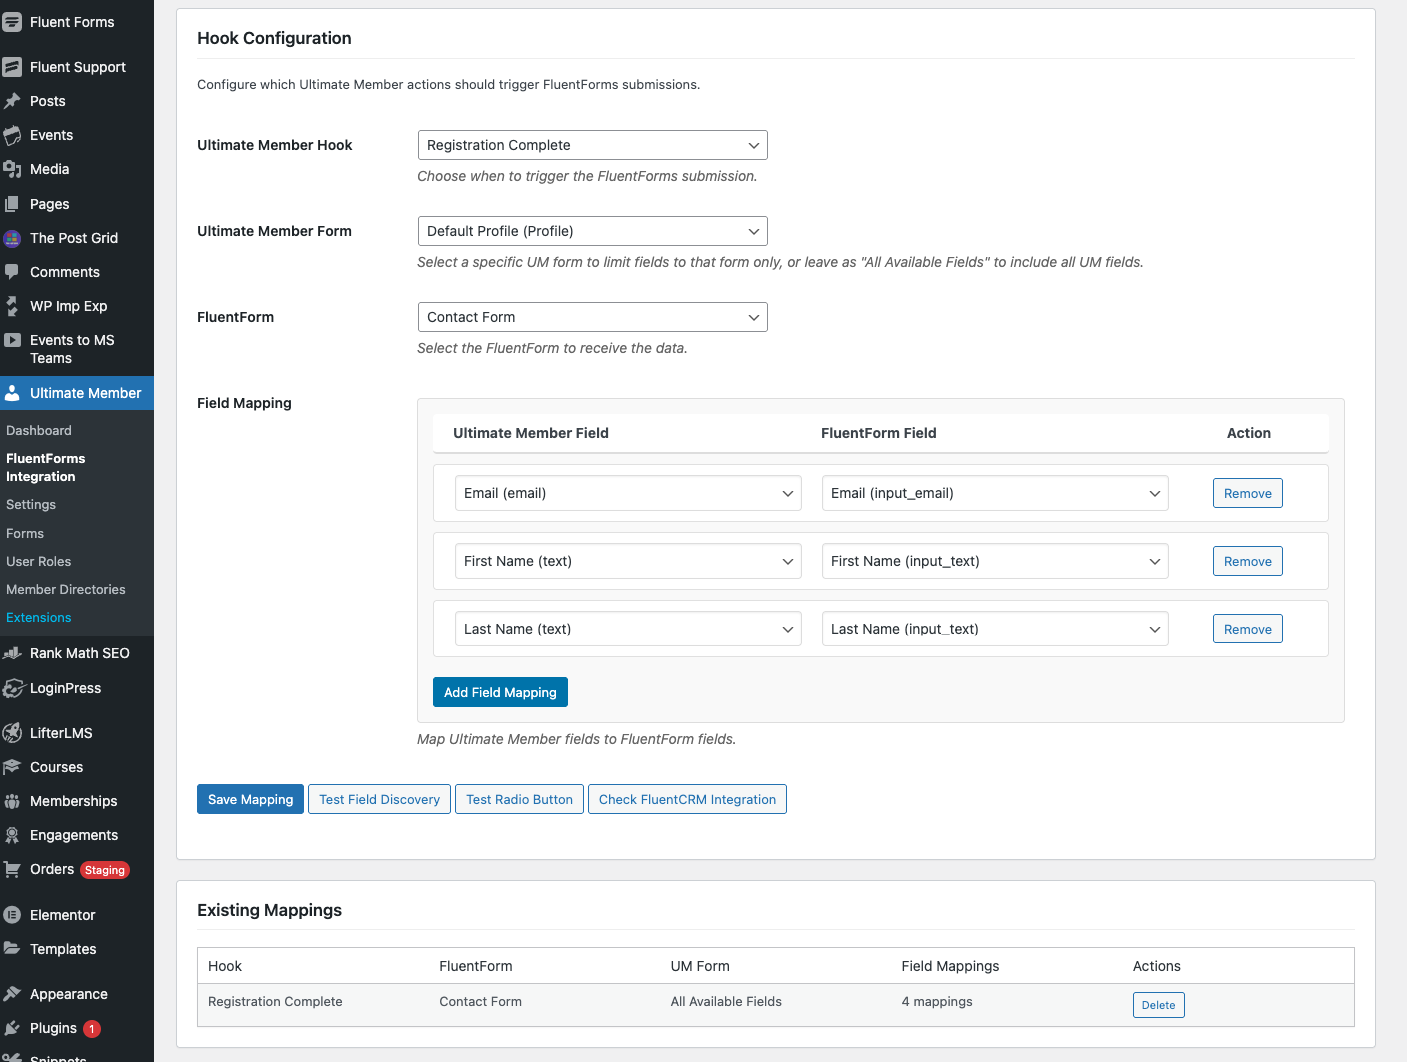 Fluent Forms
Fluent Support
Posts
Events
Media
Pages
The Post Grid
Comments
WP Imp Exp
Events to MS
Teams
Ultimate Member
Dashboard
FluentForms
Integration
Settings
Forms
User Roles
Member Directories
Extensions
Rank Math SEO
LoginPress
LifterLMS
Courses
Memberships
Engagements
Orders Staging
Elementor
Templates
Appearance
Plugins 1
Snippets
Hook Configuration
Configure which Ultimate Member actions should trigger FluentForms submissions.
Ultimate Member Hook
Registration Complete
Choose when to trigger the FluentForms submission.
Ultimate Member Form
Default Profile (Profile)
Select a specific UM form to limit fields to that form only, or leave as "All Available Fields" to include all UM fields.
FluentForm
Contact Form
Select the FluentForm to receive the data.
Field Mapping
Ultimate Member Field FluentForm Field Action
Email (email) Email (input_email) Remove
First Name (text) First Name (input_text) Remove
Last Name (text) Last Name (input_text) Remove
Add Field Mapping
Map Ultimate Member fields to FluentForm fields.
Save Mapping Test Field Discovery Test Radio Button Check FluentCRM Integration
Existing Mappings
Hook FluentForm UM Form Field Mappings Actions
Registration Complete Contact Form All Available Fields 4 mappings Delete